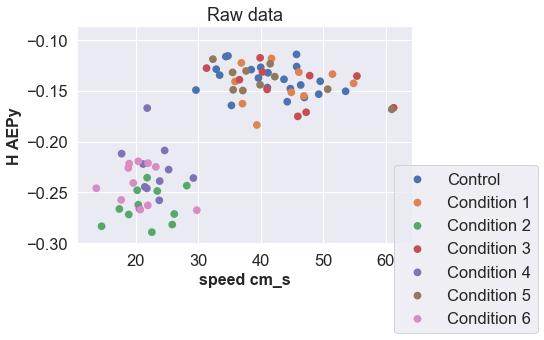 Raw data
−0.10
−0.15
−0.20
−0.25
−0.30
H AEPy
20
30
40
50
60
speed cm_s
Control
Condition 1
Condition 2
Condition 3
Condition 4
Condition 5
Condition 6